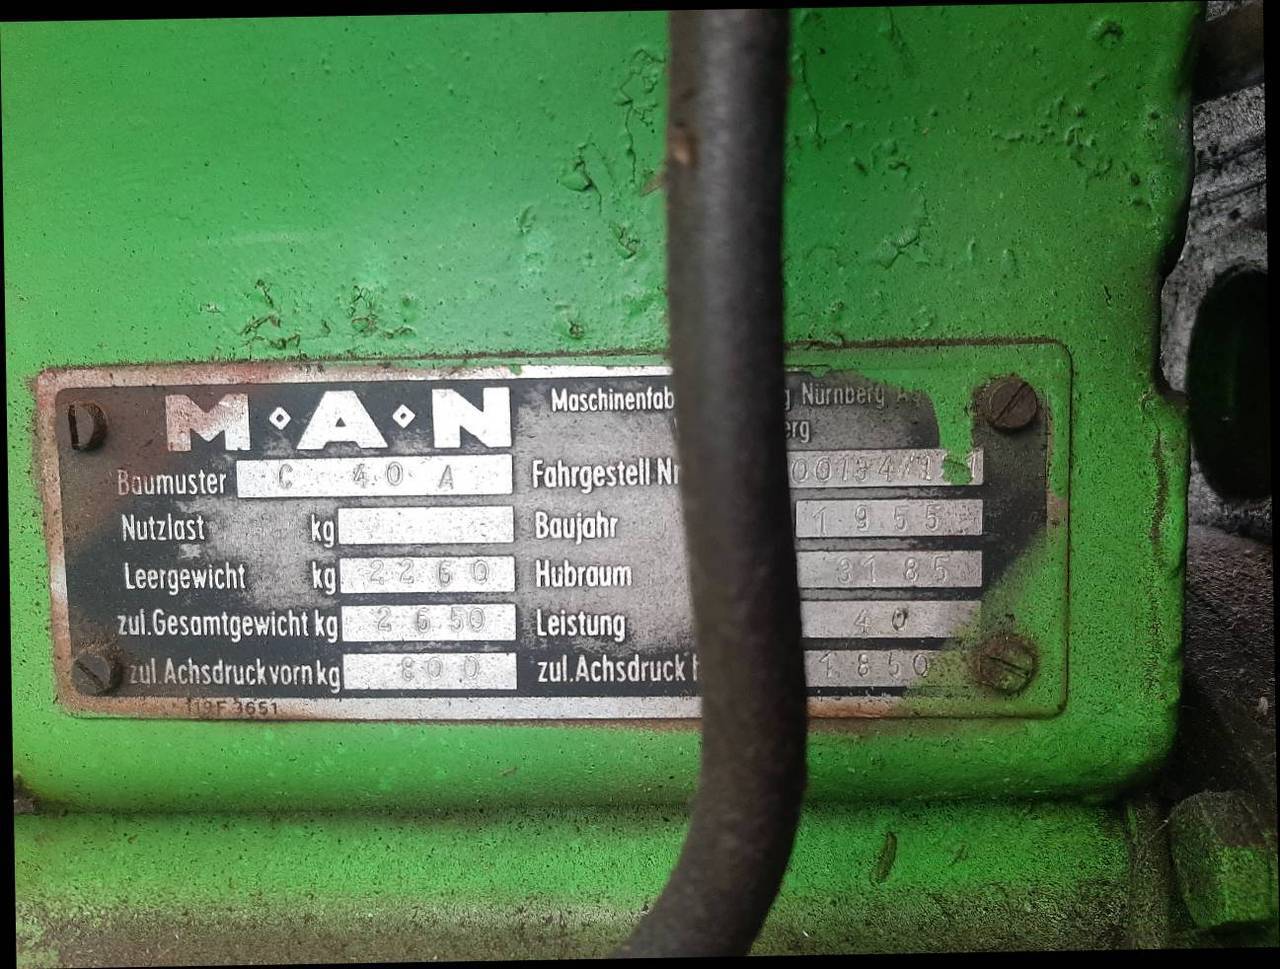 M·A·N
Maschinenfab g Nürnberg AG
erg
Baumuster C 40 A
Fahrgestell Nr
Nutzlast kg
Baujahr 1955
Leergewicht kg 2260
Hubraum 3185
zul.Gesamtgewicht kg 2650
Leistung 40
zul.Achsdruck vorn kg 800
zul.Achsdruck 1850